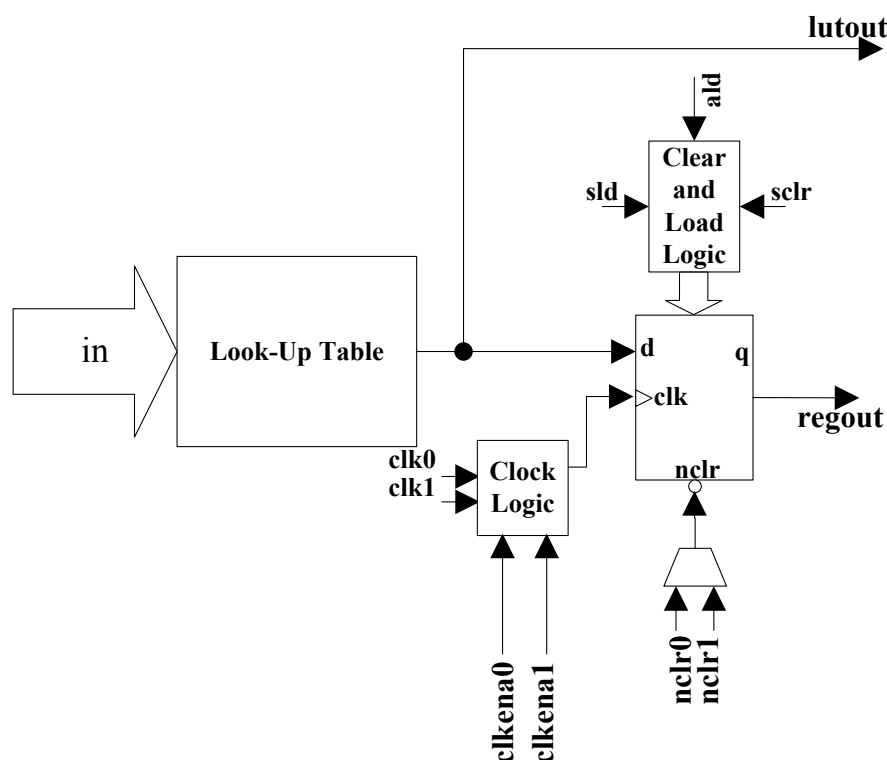 lutout
ald
Clear
and
Load
Logic
sld
sclr
in
Look-Up Table
d
q
clk
regout
nclr
clk0
clk1
Clock
Logic
clkena0
clkena1
nclr0
nclr1